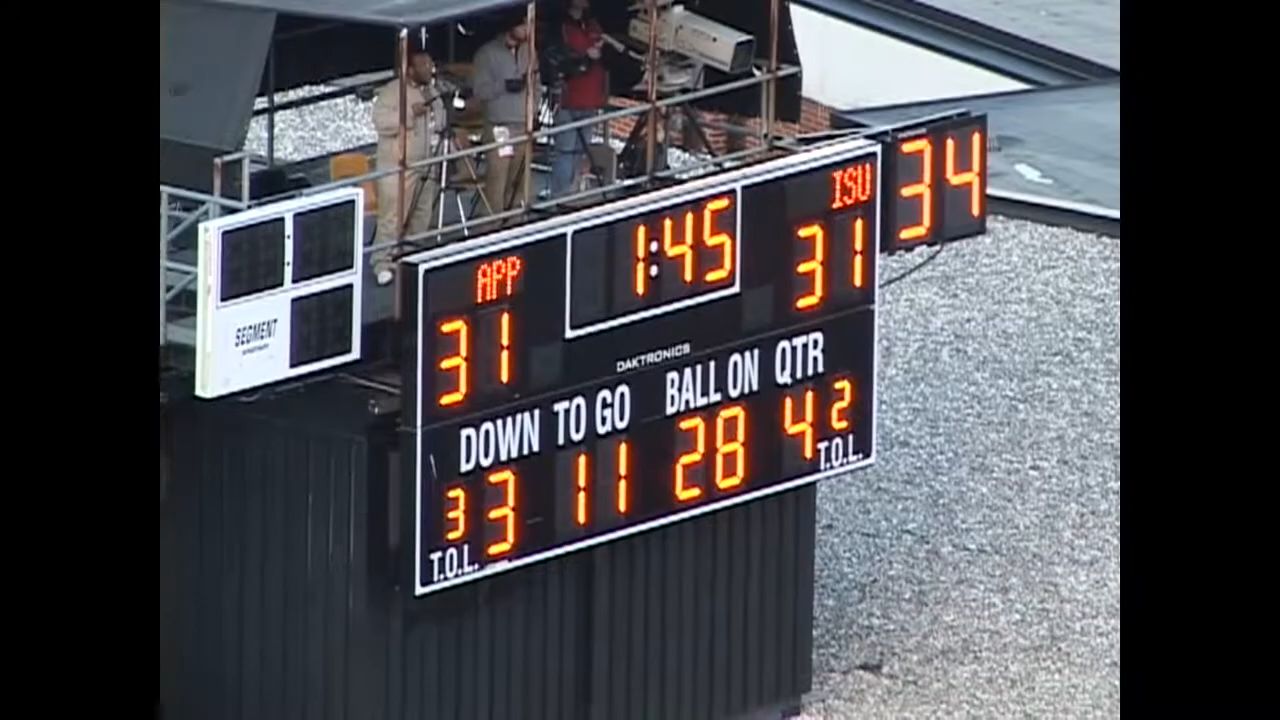 APP 1:45 ISU 34
31 31
SEGMENT
DAKTRONICS
DOWN TO GO BALL ON QTR
3 3 11 28 4 2
T.O.L. T.O.L.